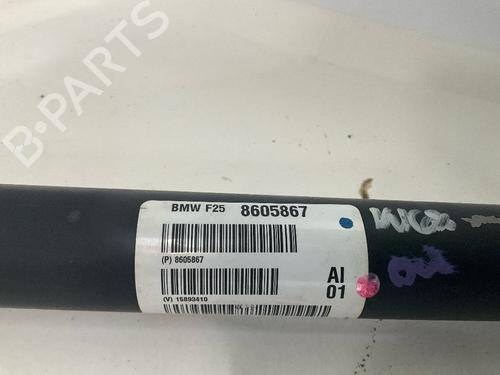 B-PARTS
BMW F25 8605867
(P) 8605867
AI
01
(V) 15893410